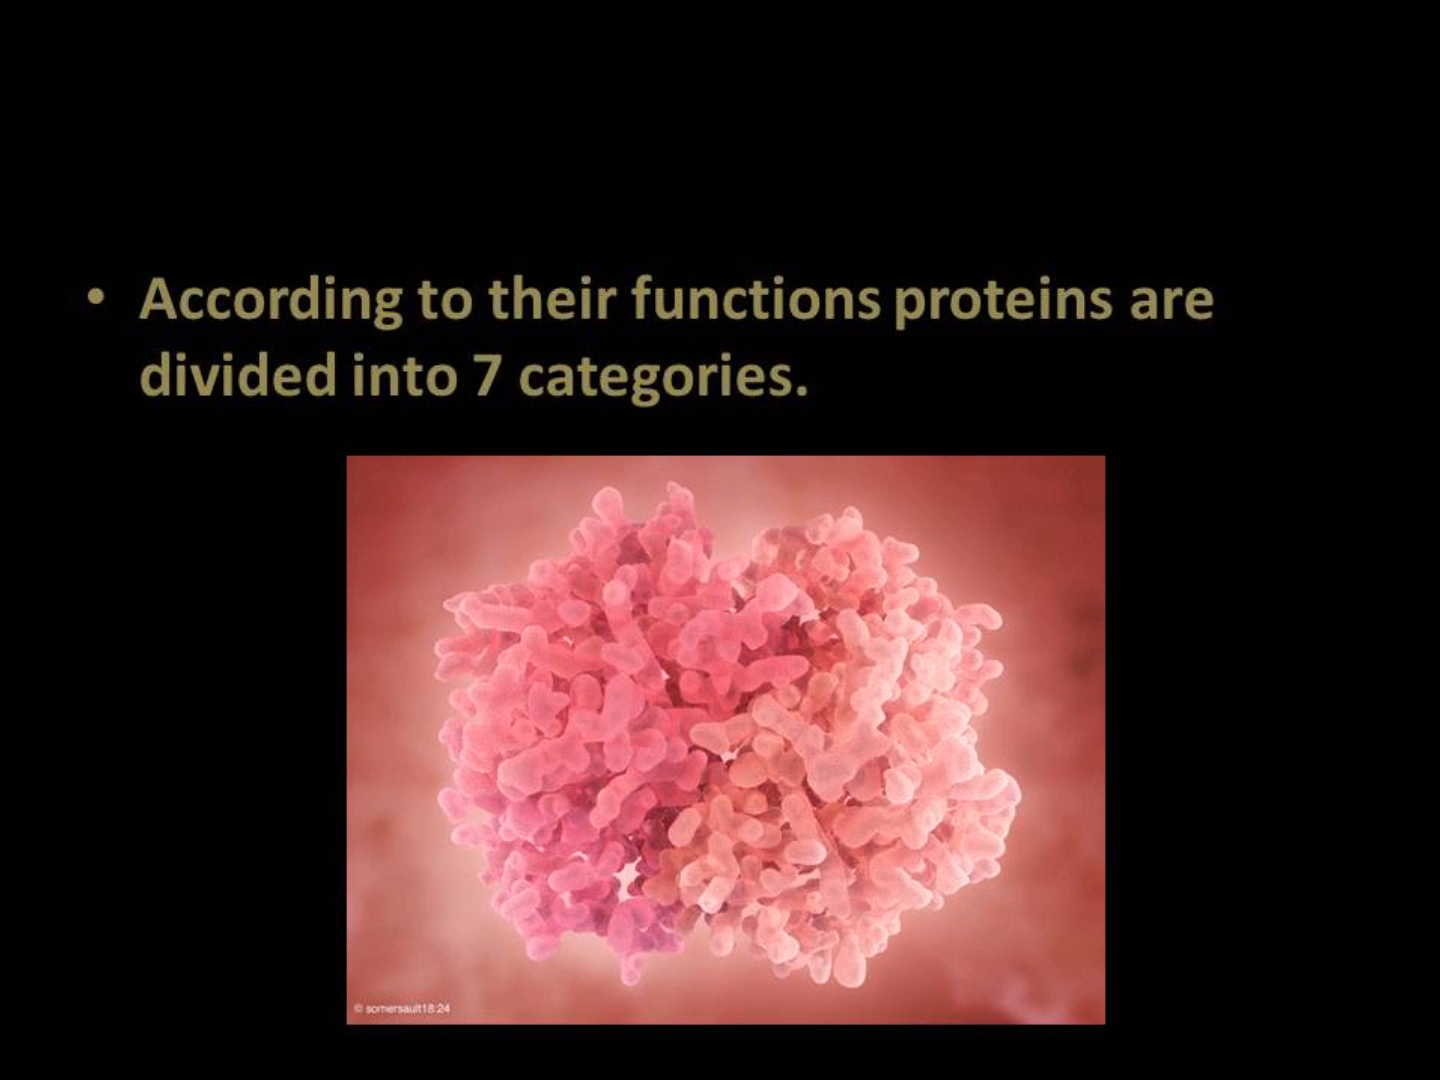 • According to their functions proteins are
divided into 7 categories.
© somersault18:24